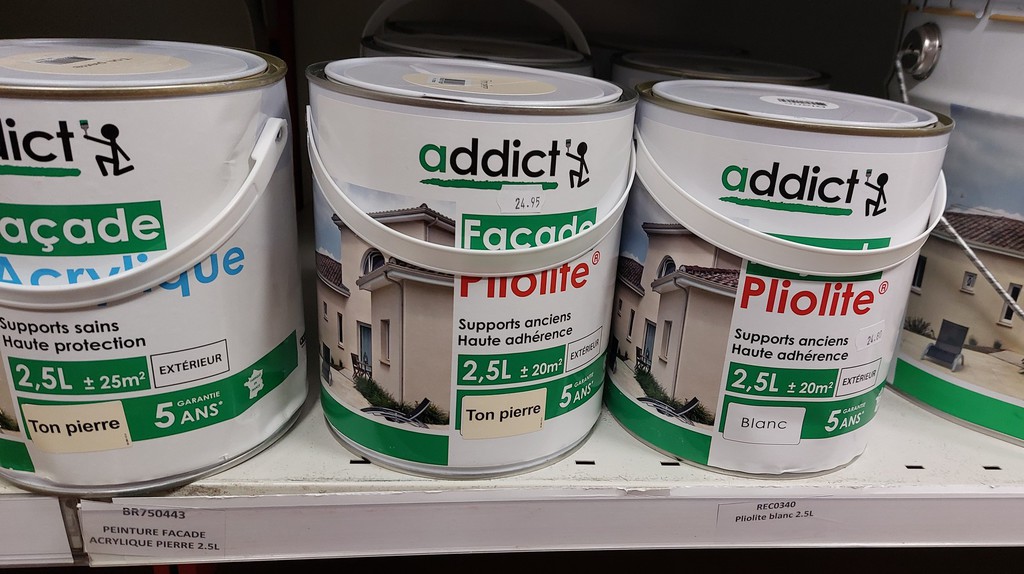 dict
açade
Acrylique
Supports sains
Haute protection
2,5L ± 25m²
EXTÉRIEUR
GARANTIE
5 ANS*
Ton pierre
addict
24.95
Façade
Pliolite®
Supports anciens
Haute adhérence
2,5L ± 20m²
EXTÉRIEUR
GARANTIE
5 ANS*
Ton pierre
addict
Pliolite®
Supports anciens
Haute adhérence
2,5L ± 20m²
EXTÉRIEUR
GARANTIE
5 ANS*
Blanc
BR750443
PEINTURE FACADE
ACRYLIQUE PIERRE 2.5L
REC0340
Pliolite blanc 2.5L